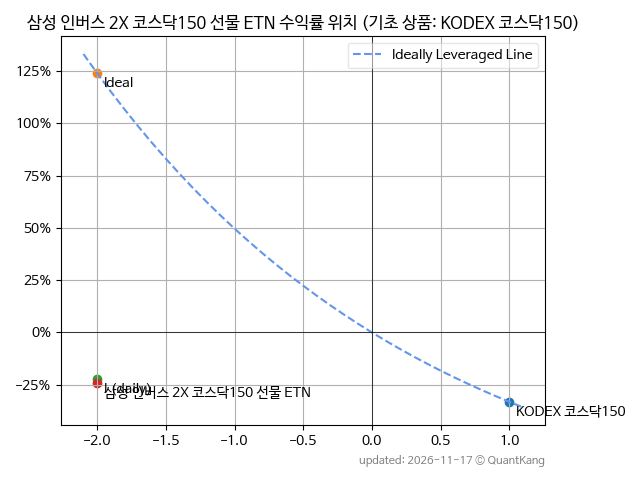 삼성 인버스 2X 코스닥150 선물 ETN 수익률 위치 (기초 상품: KODEX 코스닥150)
Ideally Leveraged Line
125%
100%
75%
50%
25%
0%
−25%
Ideal
(daily)
삼성 인버스 2X 코스닥150 선물 ETN
KODEX 코스닥150
−2.0 −1.5 −1.0 −0.5 0.0 0.5 1.0
updated: 2026-11-17 © QuantKang